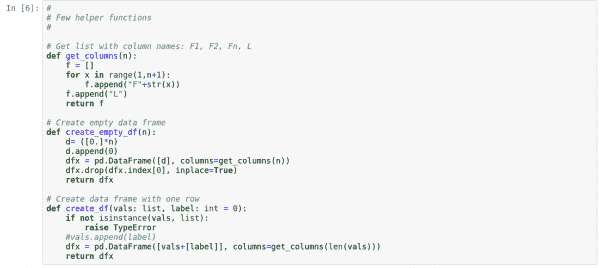 In [6]: #
# Few helper functions
#
# Get list with column names: F1, F2, Fn, L
def get_columns(n):
    f = []
    for x in range(1,n+1):
        f.append("F"+str(x))
    f.append("L")
    return f
# Create empty data frame
def create_empty_df(n):
    d= ([0.]*n)
    d.append(0)
    dfx = pd.DataFrame([d], columns=get_columns(n))
    dfx.drop(dfx.index[0], inplace=True)
    return dfx
# Create data frame with one row
def create_df(vals: list, label: int = 0):
    if not isinstance(vals, list):
        raise TypeError
    #vals.append(label)
    dfx = pd.DataFrame([vals+[label]], columns=get_columns(len(vals)))
    return dfx